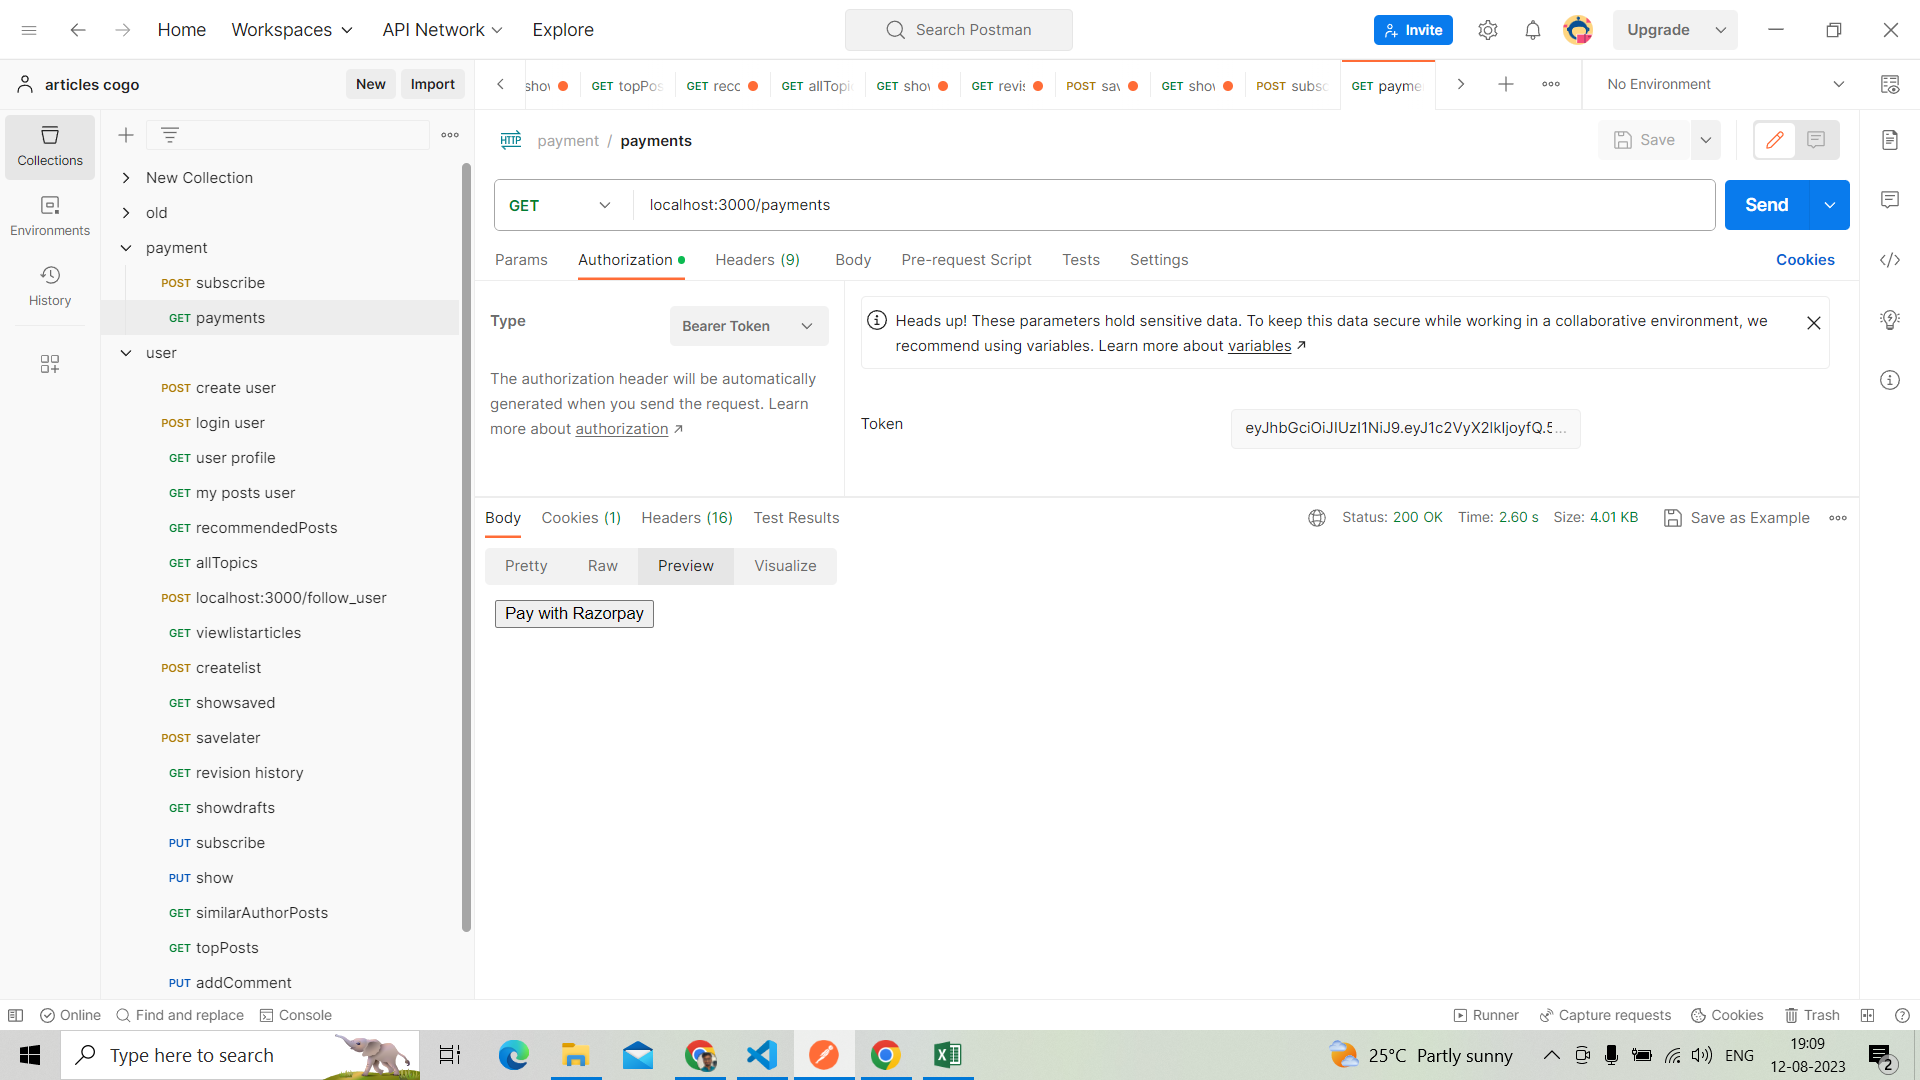 Home
Workspaces
API Network
Explore
Search Postman
Invite
Upgrade
articles cogo
New
Import
GET topPos
GET recc
GET allTopi
GET
GET revis
POST sav
GET
POST subsc
GET payme
No Environment
Collections
Environments
History
New Collection
old
payment
POST subscribe
GET payments
user
POST create user
POST login user
GET user profile
GET my posts user
GET recommendedPosts
GET allTopics
POST localhost:3000/follow_user
GET viewlistarticles
POST createlist
GET showsaved
POST savelater
GET revision history
GET showdrafts
PUT subscribe
PUT show
GET similarAuthorPosts
GET topPosts
PUT addComment
HTTP payment / payments
Save
GET
localhost:3000/payments
Send
Params
Authorization
Headers (9)
Body
Pre-request Script
Tests
Settings
Cookies
Type
Bearer Token
The authorization header will be automatically
generated when you send the request. Learn
more about authorization ↗
Heads up! These parameters hold sensitive data. To keep this data secure while working in a collaborative environment, we
recommend using variables. Learn more about variables ↗
Token
Body
Cookies (1)
Headers (16)
Test Results
Status: 200 OK
Time: 2.60 s
Size: 4.01 KB
Save as Example
Pretty
Raw
Preview
Visualize
Pay with Razorpay
Online
Find and replace
Console
Runner
Capture requests
Cookies
Trash
Type here to search
25°C Partly sunny
ENG
19:09
12-08-2023
2